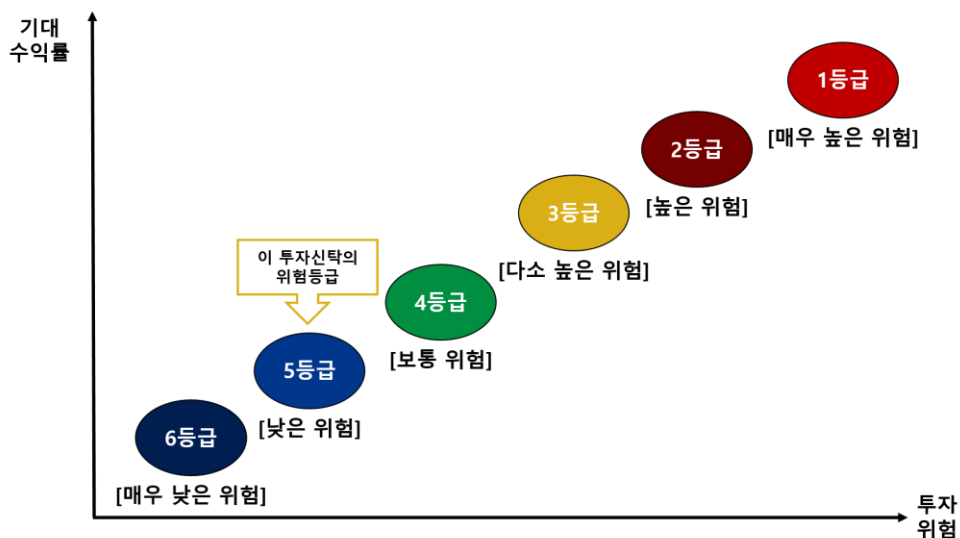 기대
수익률
1등급
[매우 높은 위험]
2등급
[높은 위험]
3등급
[다소 높은 위험]
이 투자신탁의
위험등급
4등급
[보통 위험]
5등급
[낮은 위험]
6등급
[매우 낮은 위험]
투자
위험